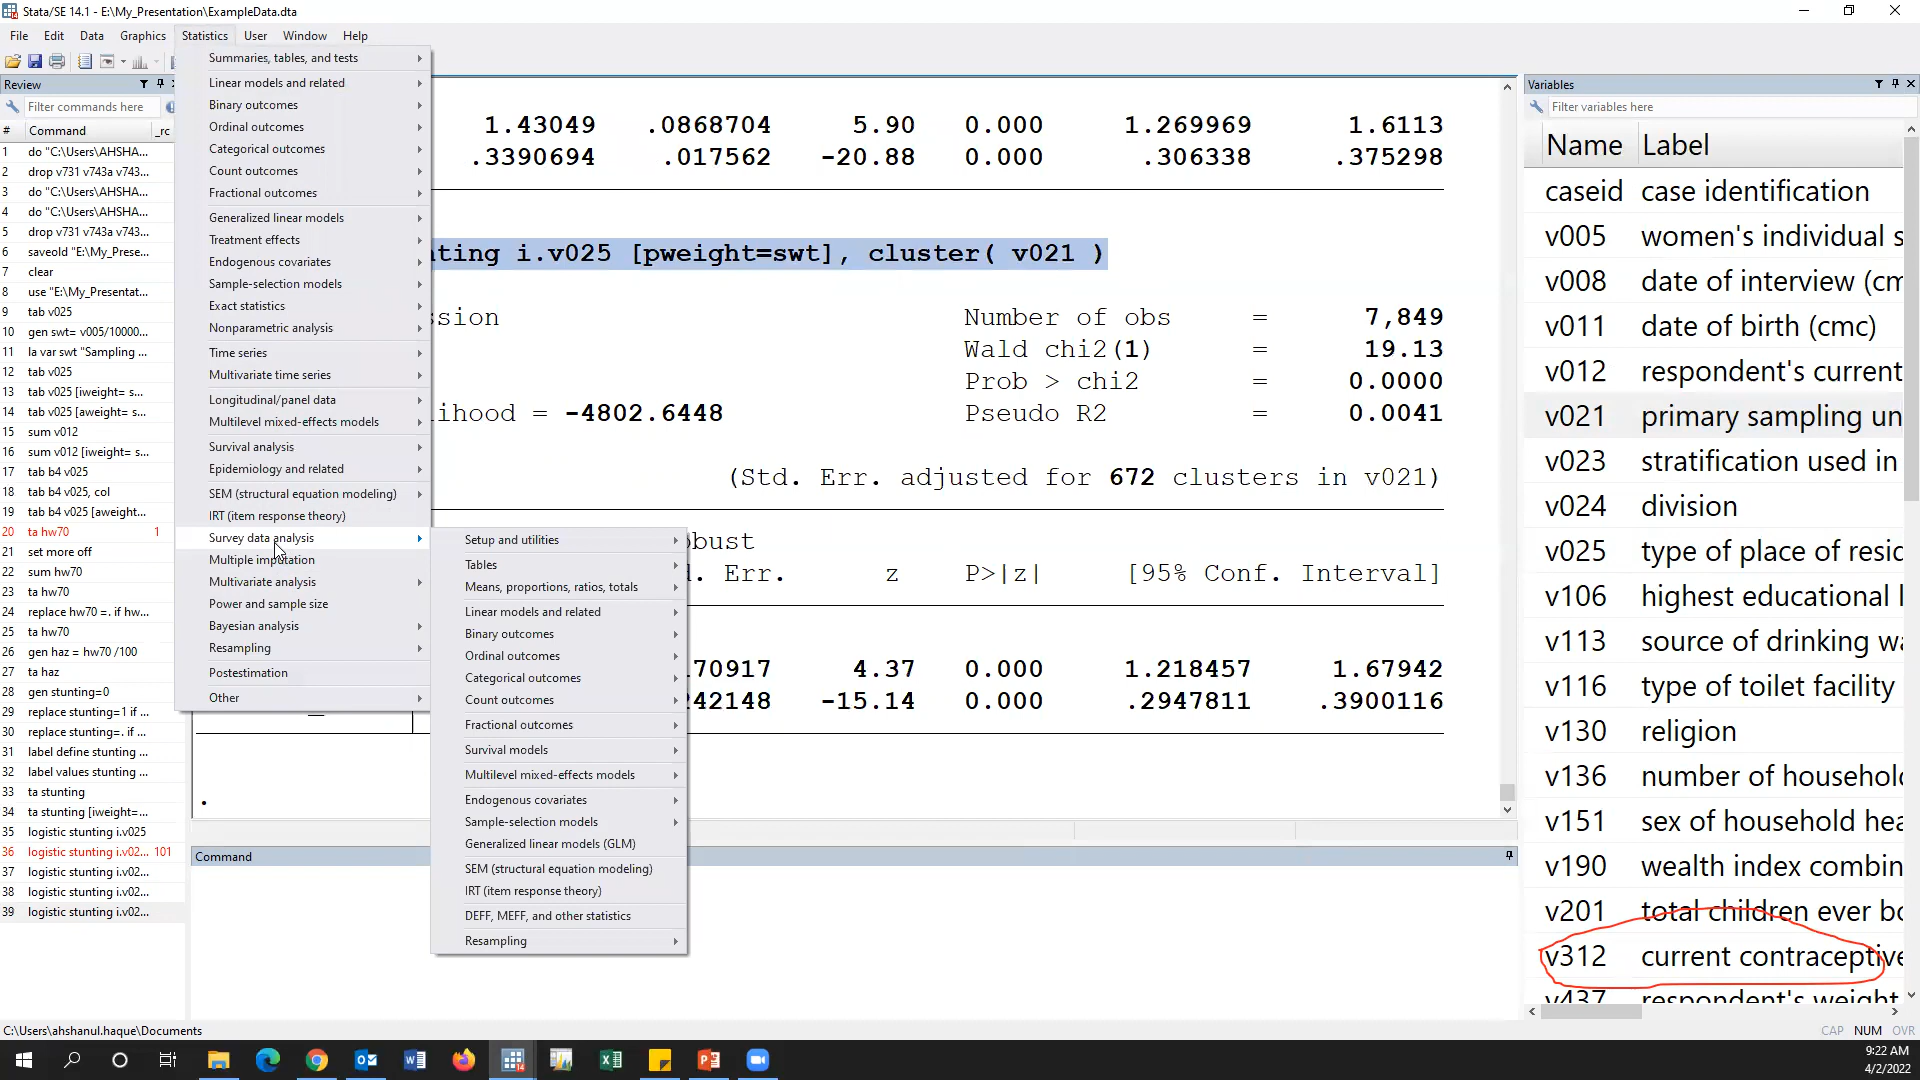 Stata/SE 14.1 - E:\My_Presentation\ExampleData.dta
File Edit Data Graphics Statistics User Window Help
Review
Filter commands here
# Command _rc
1 do "C:\Users\AHSHA...
2 drop v731 v743a v743...
3 do "C:\Users\AHSHA...
4 do "C:\Users\AHSHA...
5 drop v731 v743a v743...
6 saveold "E:\My_Prese...
7 clear
8 use "E:\My_Presentat...
9 tab v025
10 gen swt= v005/10000...
11 la var swt "Sampling ...
12 tab v025
13 tab v025 [iweight= s...
14 tab v025 [aweight= s...
15 sum v012
16 sum v012 [iweight= s...
17 tab b4 v025
18 tab b4 v025, col
19 tab b4 v025 [aweight...
20 ta hw70 1
21 set more off
22 sum hw70
23 ta hw70
24 replace hw70 =. if hw...
25 ta hw70
26 gen haz = hw70 /100
27 ta haz
28 gen stunting=0
29 replace stunting=1 if ...
30 replace stunting=. if ...
31 label define stunting ...
32 label values stunting ...
33 ta stunting
34 ta stunting [iweight=...
35 logistic stunting i.v025
36 logistic stunting i.v02... 101
37 logistic stunting i.v02...
38 logistic stunting i.v02...
39 logistic stunting i.v02...
Summaries, tables, and tests
Linear models and related
Binary outcomes
Ordinal outcomes
Categorical outcomes
Count outcomes
Fractional outcomes
Generalized linear models
Treatment effects
Endogenous covariates
Sample-selection models
Exact statistics
Nonparametric analysis
Time series
Multivariate time series
Longitudinal/panel data
Multilevel mixed-effects models
Survival analysis
Epidemiology and related
SEM (structural equation modeling)
IRT (item response theory)
Survey data analysis
Multiple imputation
Multivariate analysis
Power and sample size
Bayesian analysis
Resampling
Postestimation
Other
Setup and utilities
Tables
Means, proportions, ratios, totals
Linear models and related
Binary outcomes
Ordinal outcomes
Categorical outcomes
Count outcomes
Fractional outcomes
Survival models
Multilevel mixed-effects models
Endogenous covariates
Sample-selection models
Generalized linear models (GLM)
SEM (structural equation modeling)
IRT (item response theory)
DEFF, MEFF, and other statistics
Resampling
1.43049 .0868704 5.90 0.000 1.269969 1.6113
.3390694 .017562 -20.88 0.000 .306338 .375298
nting i.v025 [pweight=swt], cluster( v021 )
ssion Number of obs = 7,849
Wald chi2(1) = 19.13
Prob > chi2 = 0.0000
lihood = -4802.6448 Pseudo R2 = 0.0041
(Std. Err. adjusted for 672 clusters in v021)
obust
d. Err. z P>|z| [95% Conf. Interval]
70917 4.37 0.000 1.218457 1.67942
242148 -15.14 0.000 .2947811 .3900116
.
Command
Variables
Filter variables here
Name Label
caseid case identification
v005 women's individual s
v008 date of interview (cm
v011 date of birth (cmc)
v012 respondent's current
v021 primary sampling un
v023 stratification used in
v024 division
v025 type of place of resid
v106 highest educational l
v113 source of drinking wa
v116 type of toilet facility
v130 religion
v136 number of househol
v151 sex of household hea
v190 wealth index combin
v201 total children ever bo
v312 current contraceptive
v437 respondent's weight
C:\Users\ahshanul.haque\Documents
CAP NUM OVR
9:22 AM
4/2/2022